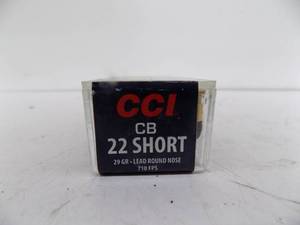 CCI
CB
22 SHORT
29 GR - LEAD ROUND NOSE
710 FPS